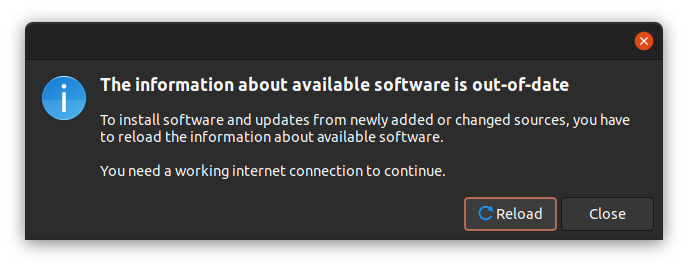 The information about available software is out-of-date
To install software and updates from newly added or changed sources, you have
to reload the information about available software.
You need a working internet connection to continue.
Reload
Close